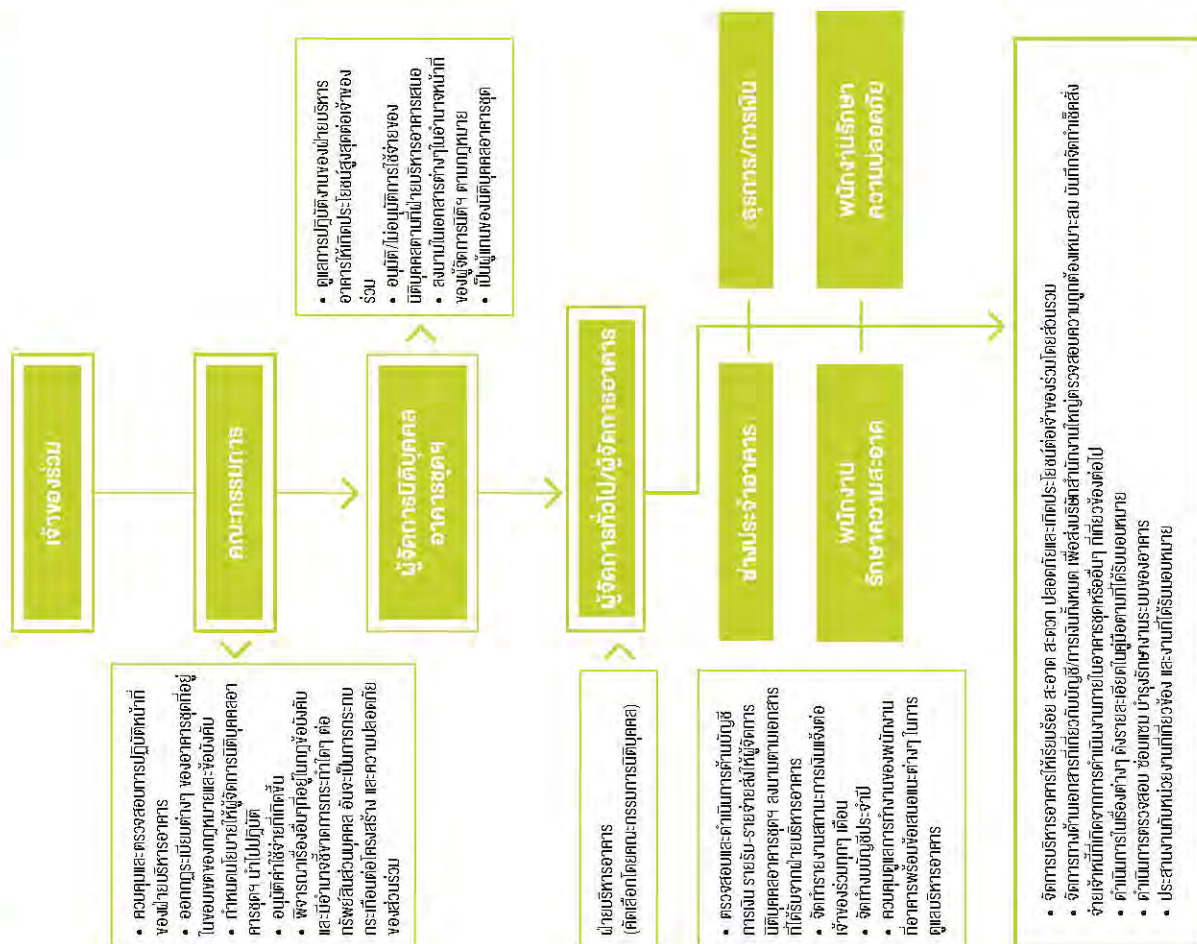 เจ้าของร่วม
คณะกรรมการ
• ควบคุมและตรวจสอบการปฏิบัติหน้าที่
ของฝ่ายบริหารอาคาร
• ออกกฎระเบียบต่างๆ ของอาคารชุดที่อยู่
ในขอบเขตของกฎหมายและข้อบังคับ
• กำหนดนโยบายให้ผู้จัดการนิติบุคคลอา
คารชุดฯ นำไปปฏิบัติ
• อนุมัติค่าใช้จ่ายที่เกิดขึ้น
• พิจารณาเรื่องอื่นๆที่อยู่ในกฎข้อบังคับ
และมีอำนาจชี้ขาดการกระทำใดๆ ต่อ
ทรัพย์สินส่วนบุคคล อันจะเป็นการกระทบ
กระเทือนต่อโครงสร้าง และความปลอดภัย
ของส่วนรวม
ผู้จัดการนิติบุคคล
อาคารชุดฯ
• ดูแลการปฏิบัติงานของฝ่ายบริหาร
อาคารให้เกิดประโยชน์สูงสุดต่อเจ้าของ
ร่วม
• อนุมัติ/ไม่อนุมัติการใช้จ่ายของ
นิติบุคคลตามที่ฝ่ายบริหารอาคารเสนอ
• ลงนามในเอกสารต่างๆในอำนาจหน้าที่
ของผู้จัดการนิติฯ ตามกฎหมาย
• เป็นผู้แทนของนิติบุคคลอาคารชุด
ฝ่ายบริหารอาคาร
(คัดเลือกโดยคณะกรรมการนิติบุคคล)
ผู้จัดการทั่วไป/ผู้จัดการอาคาร
• ตรวจสอบและดำเนินการด้านบัญชี
การเงิน รายรับ-รายจ่ายส่งให้ผู้จัดการ
นิติบุคคลอาคารชุดฯ ลงนามตามเอกสาร
ที่ได้รับจากฝ่ายบริหารอาคาร
• จัดทำรายงานสถานะการเงินแจ้งต่อ
เจ้าของร่วมทุกๆ เดือน
• จัดทำงบบัญชีประจำปี
• ควบคุมดูแลการทำงานของพนักงาน
ที่อาคารพร้อมข้อเสนอแนะต่างๆ ในการ
ดูแลบริหารอาคาร
ช่างประจำอาคาร
ธุรการ/การเงิน
พนักงาน
รักษาความสะอาด
พนักงานรักษา
ความปลอดภัย
• จัดการบริหารอาคารให้เรียบร้อย สะอาด สะดวก ปลอดภัยและเกิดประโยชน์ต่อเจ้าของร่วมโดยส่วนรวม
• จัดการทางด้านเอกสารที่เกี่ยวกับบัญชี/การเงินทั้งหมด เพื่อส่งบริษัทสำนักงานใหญ่ตรวจสอบความถูกต้องเหมาะสม บันทึกจัดทำเช็คสั่ง
จ่ายเจ้าหนี้ที่เกิดจากการดำเนินงานภายในอาคารชุดหรืออื่นๆ ที่เกี่ยวข้องต่อไป
• ดำเนินการในเรื่องต่างๆ ดังรายละเอียดในคู่มือตามที่ได้รับมอบหมาย
• ดำเนินการตรวจสอบ ซ่อมแซม บำรุงรักษางานระบบของอาคาร
• ประสานงานกับหน่วยงานที่เกี่ยวข้อง และงานที่ได้รับมอบหมาย